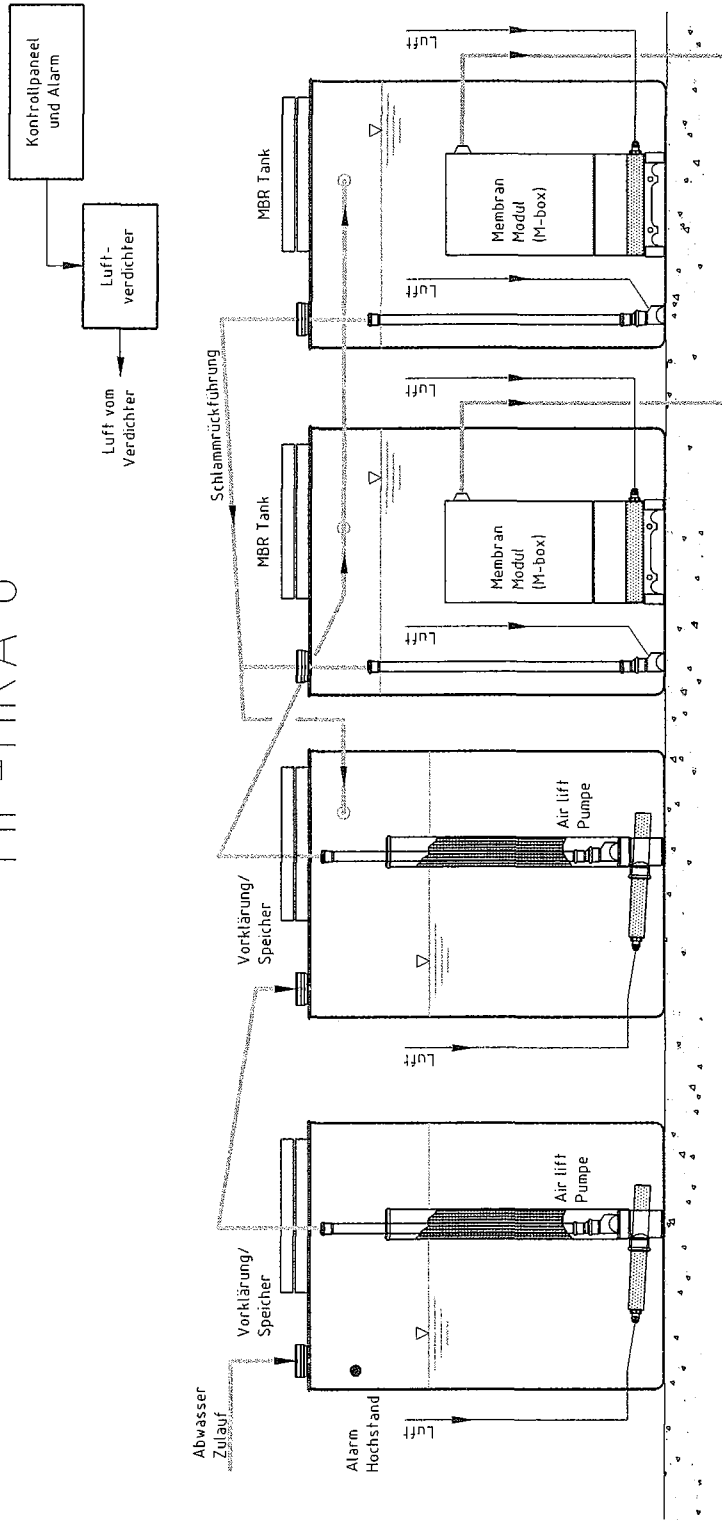 Kontrollpaneel
und Alarm
Luft-
verdichter
Luft vom
Verdichter
Abwasser
Zulauf
Vorklärung/
Speicher
Vorklärung/
Speicher
MBR Tank
MBR Tank
Schlammrückführung
Alarm
Hochstand
Air lift
Pumpe
Air lift
Pumpe
Membran
Modul
(M-box)
Membran
Modul
(M-box)
Luft
Luft
Luft
Luft
Luft
Luft